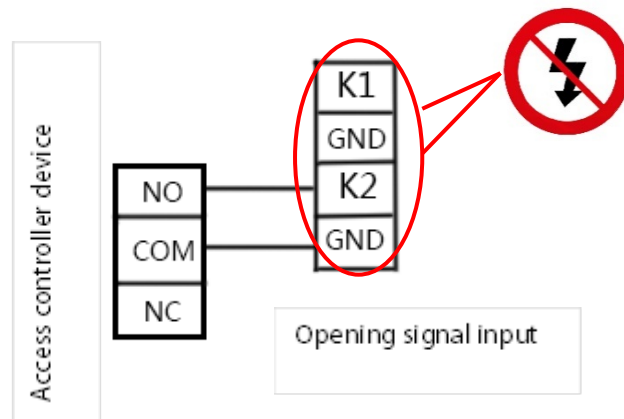 Access controller device
NO
COM
NC
K1
GND
K2
GND
Opening signal input